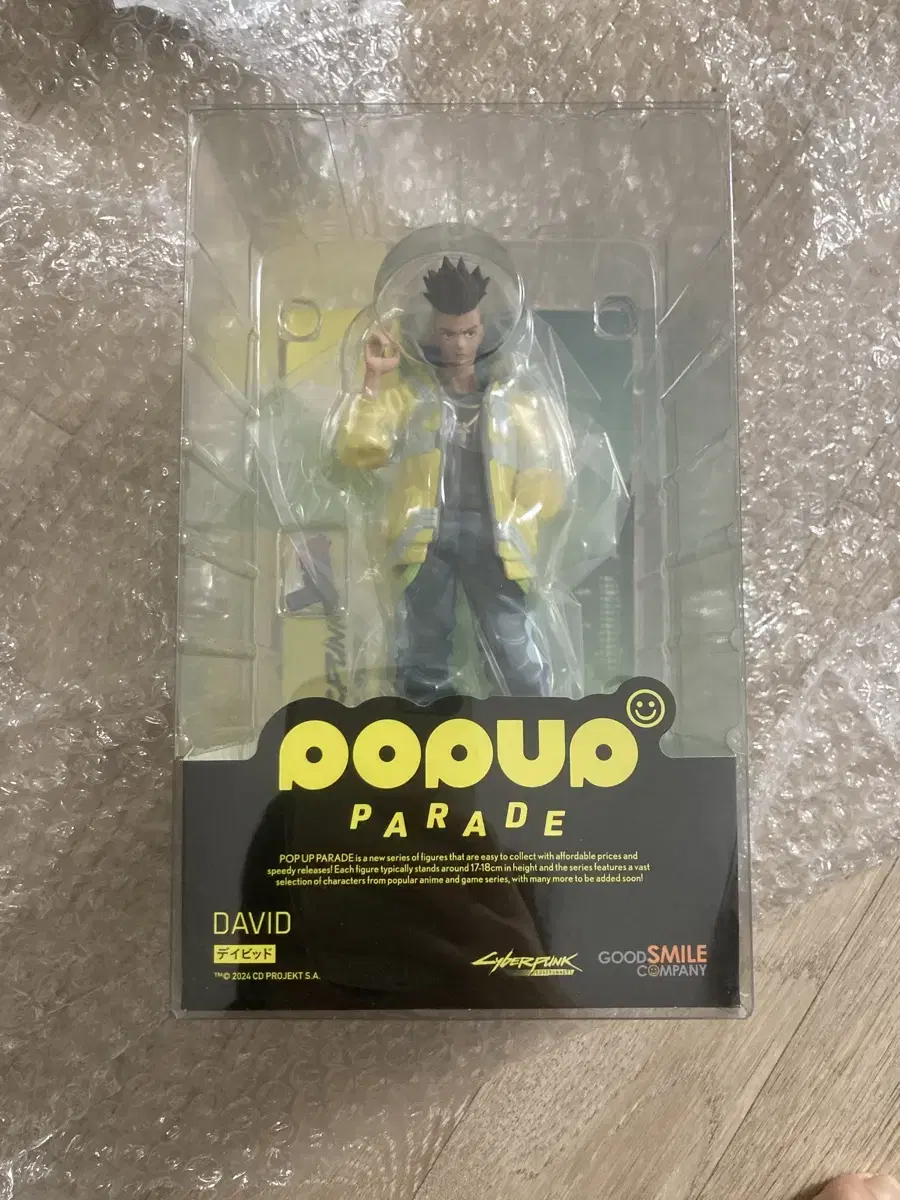 POPUP
PARADE
POP UP PARADE is a new series of figures that are easy to collect with affordable prices and
speedy releases! Each figure typically stands around 17-18cm in height and the series features a vast
selection of characters from popular anime and game series, with many more to be added soon!
DAVID
デイビッド
™© 2024 CD PROJEKT S.A.
CYBERPUNK
EDGERUNNERS
GOOD SMILE
COMPANY